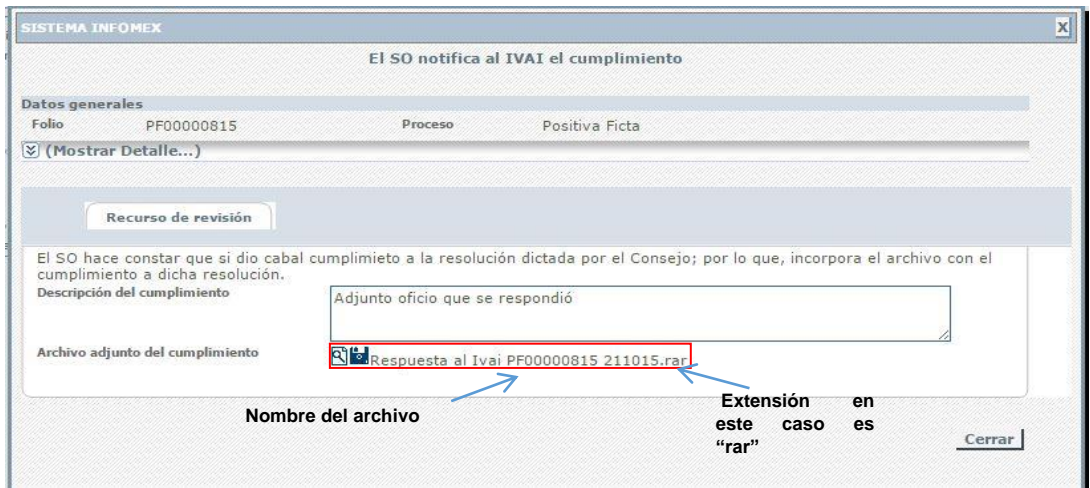 SISTEMA INFOMEX
X
El SO notifica al IVAI el cumplimiento
Datos generales
Folio PF00000815 Proceso Positiva Ficta
(Mostrar Detalle...)
Recurso de revisión
El SO hace constar que si dio cabal cumplimieto a la resolución dictada por el Consejo; por lo que, incorpora el archivo con el
cumplimiento a dicha resolución.
Descripción del cumplimiento
Adjunto oficio que se respondió
Archivo adjunto del cumplimiento
Respuesta al Ivai PF00000815 211015.rar
Nombre del archivo
Extensión en
este caso es
“rar”
Cerrar